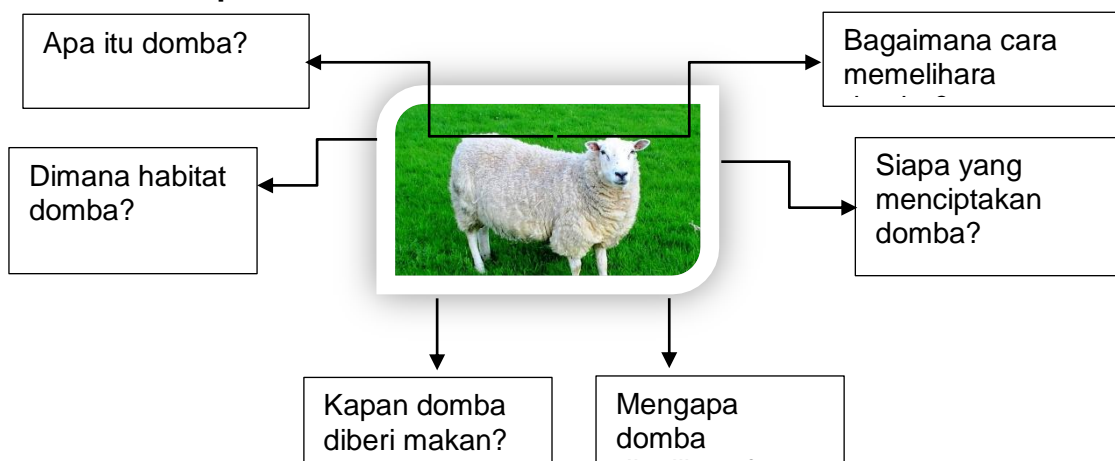 Apa itu domba?
Bagaimana cara
memelihara
Dimana habitat
domba?
Siapa yang
menciptakan
domba?
Kapan domba
diberi makan?
Mengapa
domba